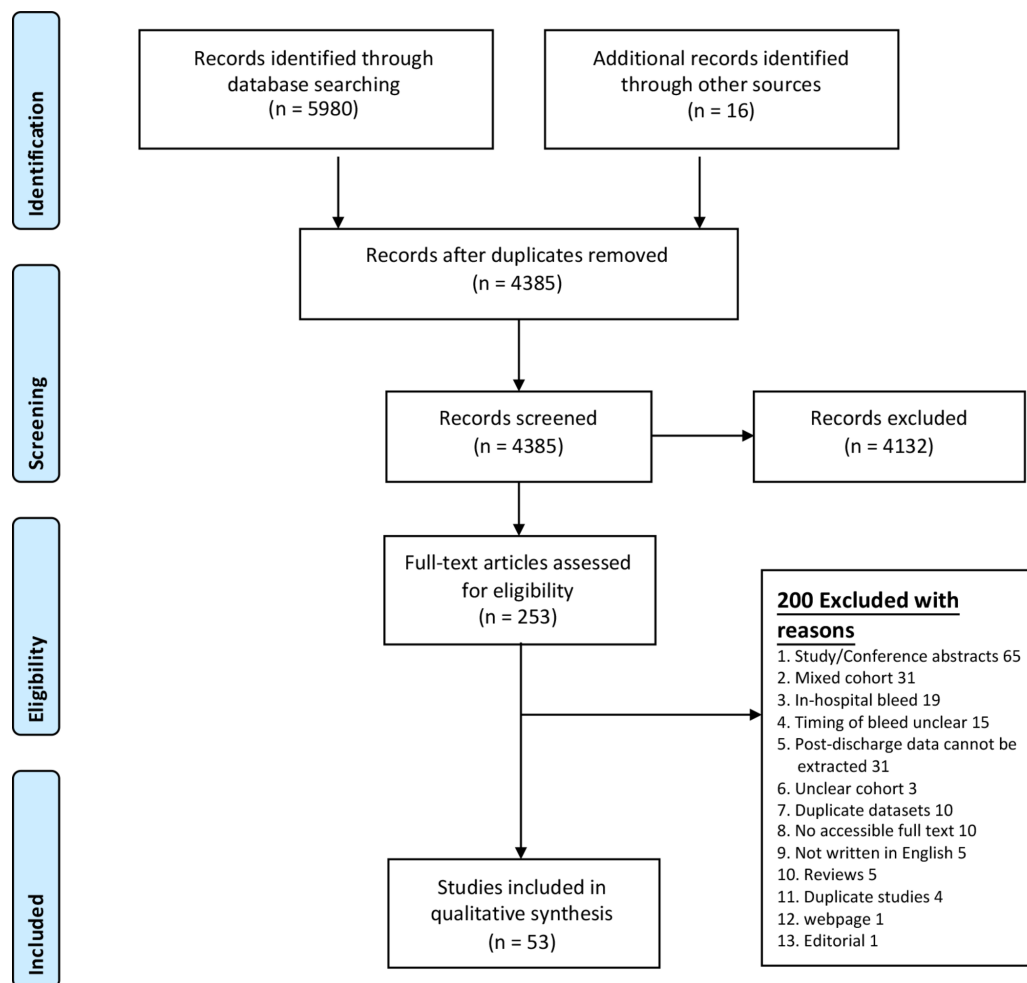 Identification
Records identified through
database searching
(n = 5980)
Additional records identified
through other sources
(n = 16)
Records after duplicates removed
(n = 4385)
Screening
Records screened
(n = 4385)
Records excluded
(n = 4132)
Eligibility
Full-text articles assessed
for eligibility
(n = 253)
200 Excluded with
reasons
1. Study/Conference abstracts 65
2. Mixed cohort 31
3. In-hospital bleed 19
4. Timing of bleed unclear 15
5. Post-discharge data cannot be
extracted 31
6. Unclear cohort 3
7. Duplicate datasets 10
8. No accessible full text 10
9. Not written in English 5
10. Reviews 5
11. Duplicate studies 4
12. webpage 1
13. Editorial 1
Included
Studies included in
qualitative synthesis
(n = 53)